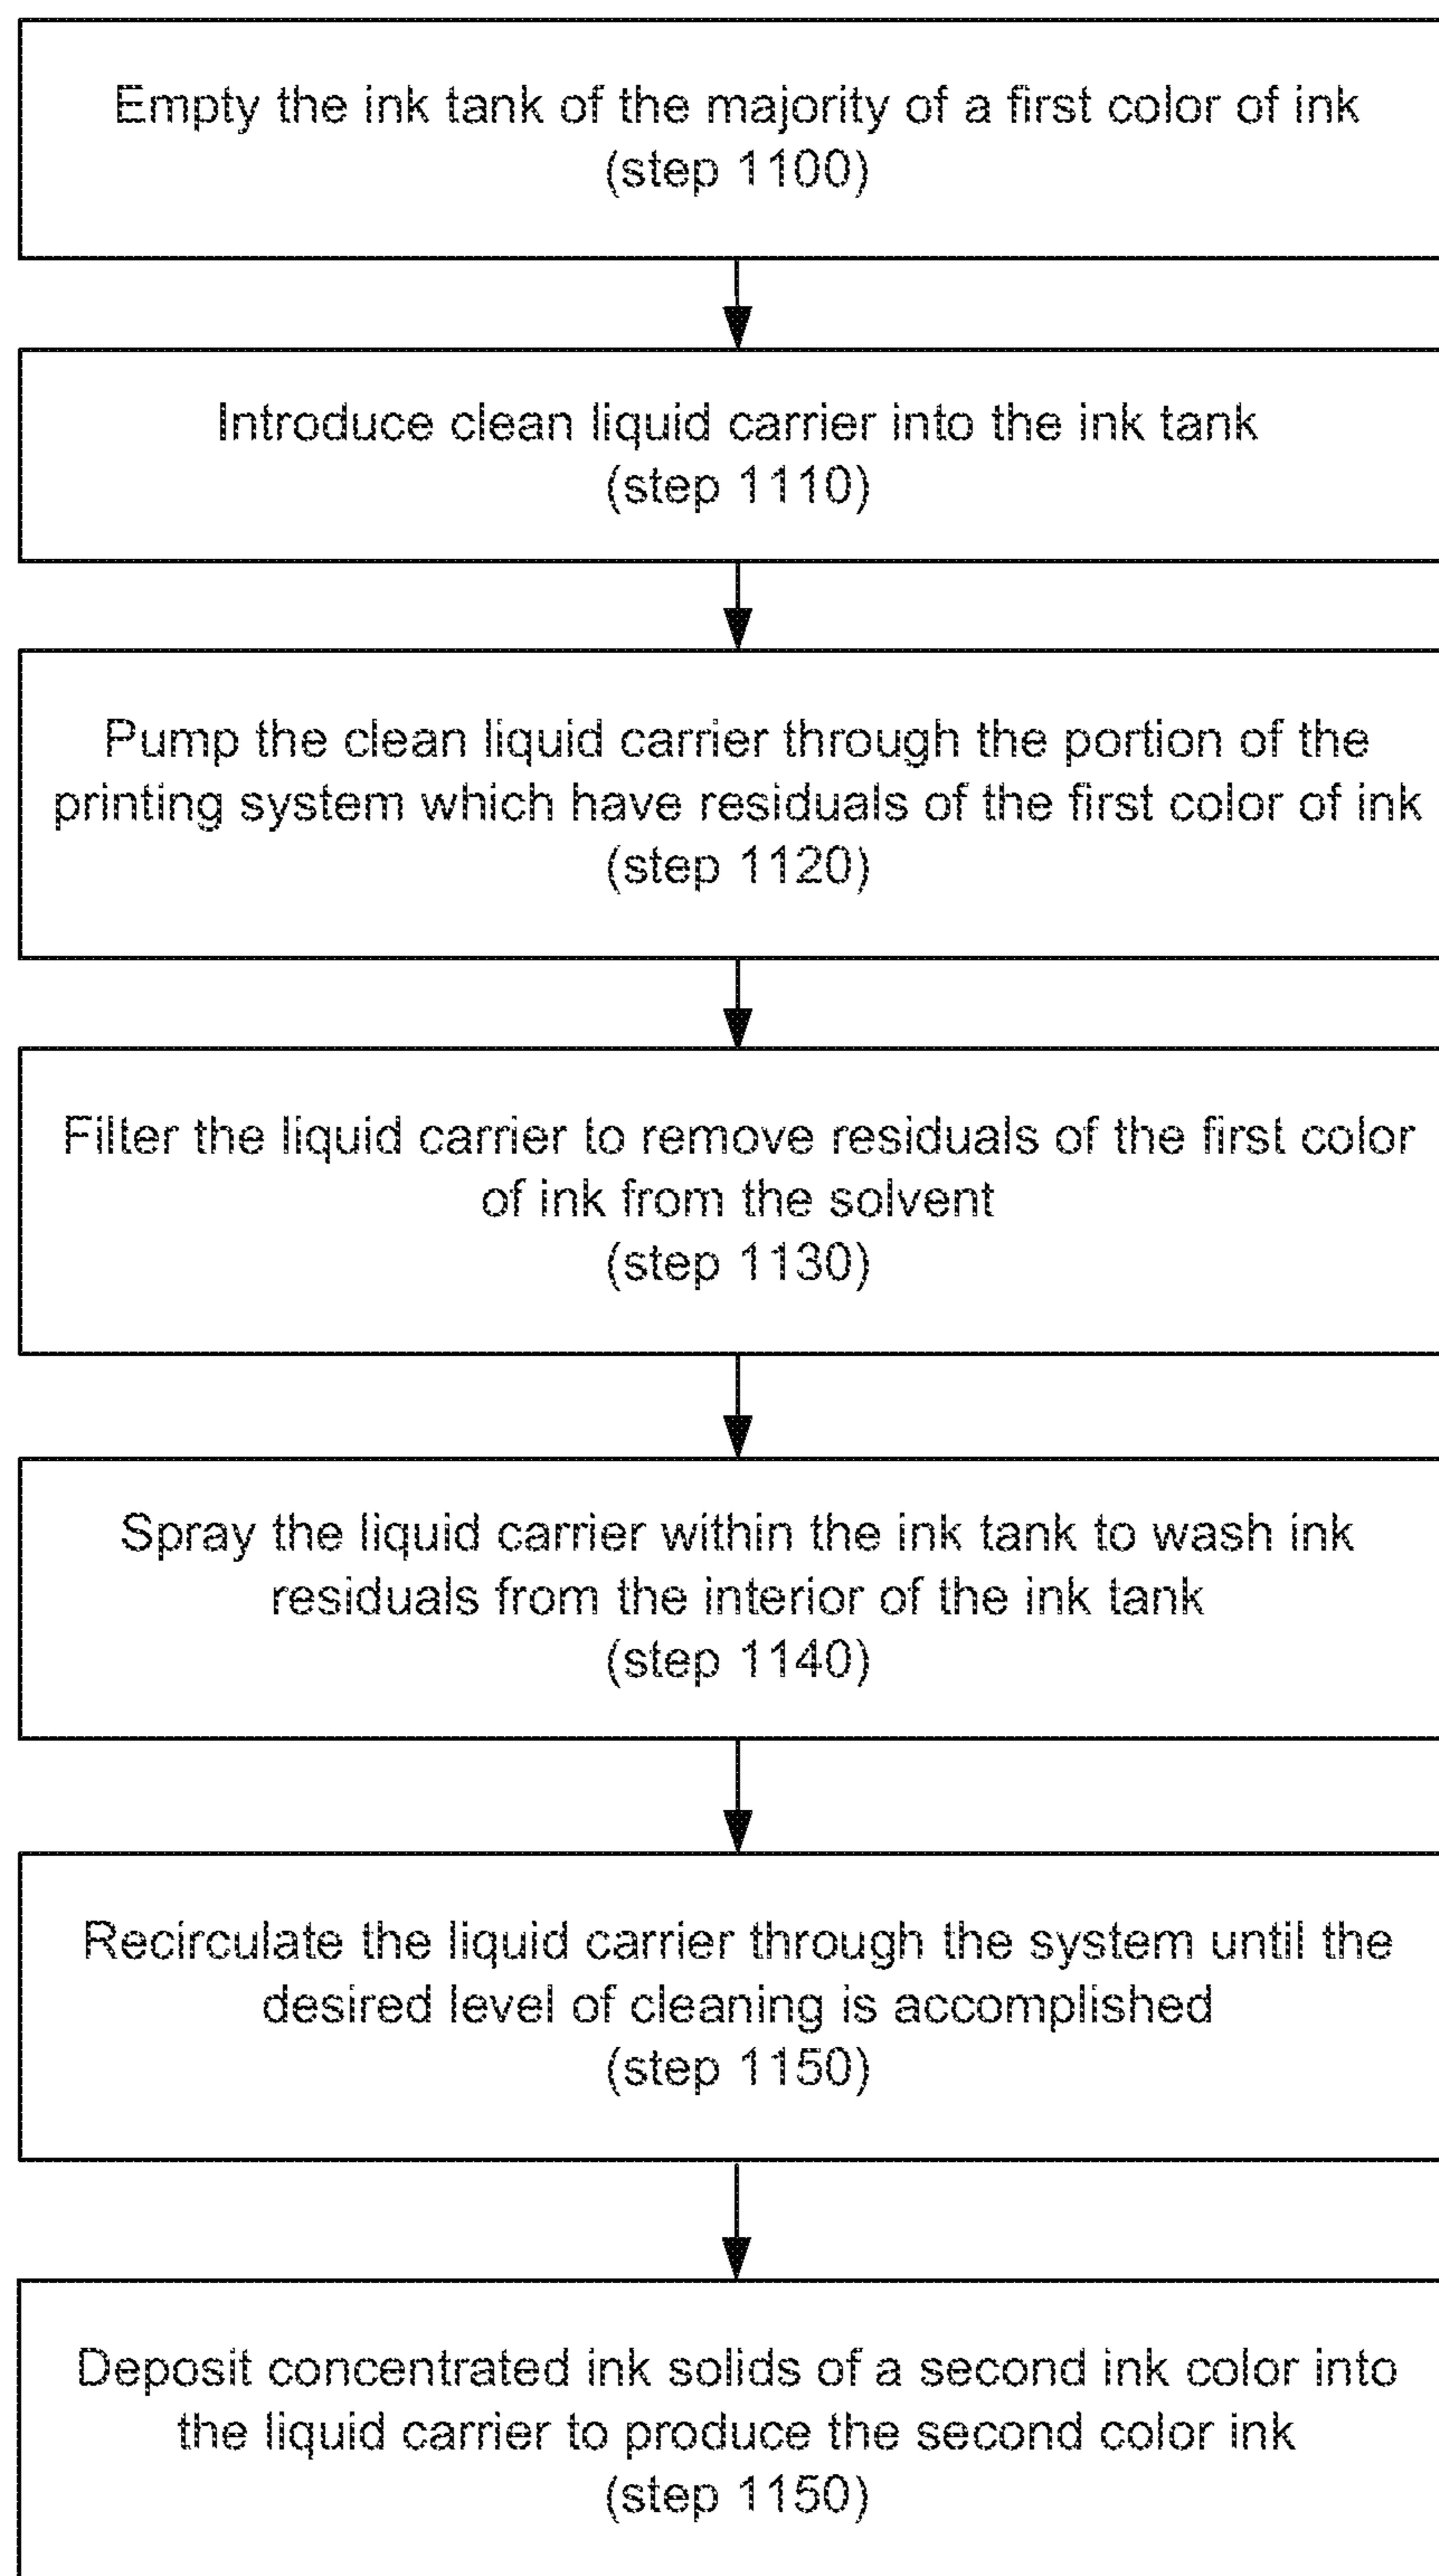 Empty the ink tank of the majority of a first color of ink
(step 1100)
Introduce clean liquid carrier into the ink tank
(step 1110)
Pump the clean liquid carrier through the portion of the
printing system which have residuals of the first color of ink
(step 1120)
Filter the liquid carrier to remove residuals of the first color
of ink from the solvent
(step 1130)
Spray the liquid carrier within the ink tank to wash ink
residuals from the interior of the ink tank
(step 1140)
Recirculate the liquid carrier through the system until the
desired level of cleaning is accomplished
(step 1150)
Deposit concentrated ink solids of a second ink color into
the liquid carrier to produce the second color ink
(step 1150)